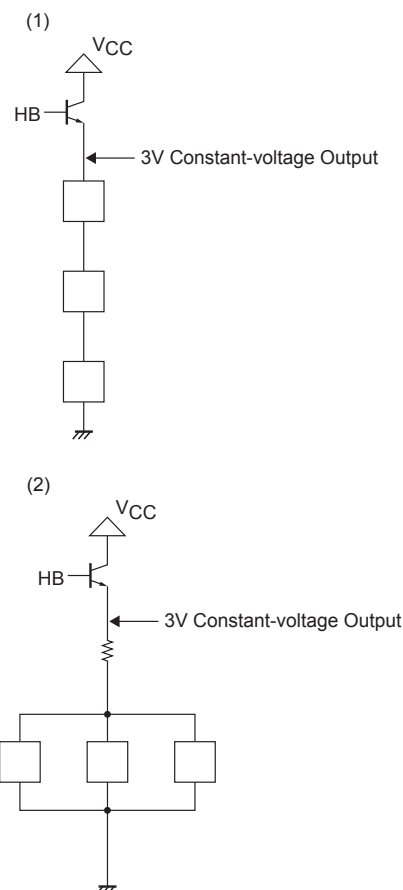 (1)
VCC
HB
3V Constant-voltage Output
(2)
VCC
HB
3V Constant-voltage Output